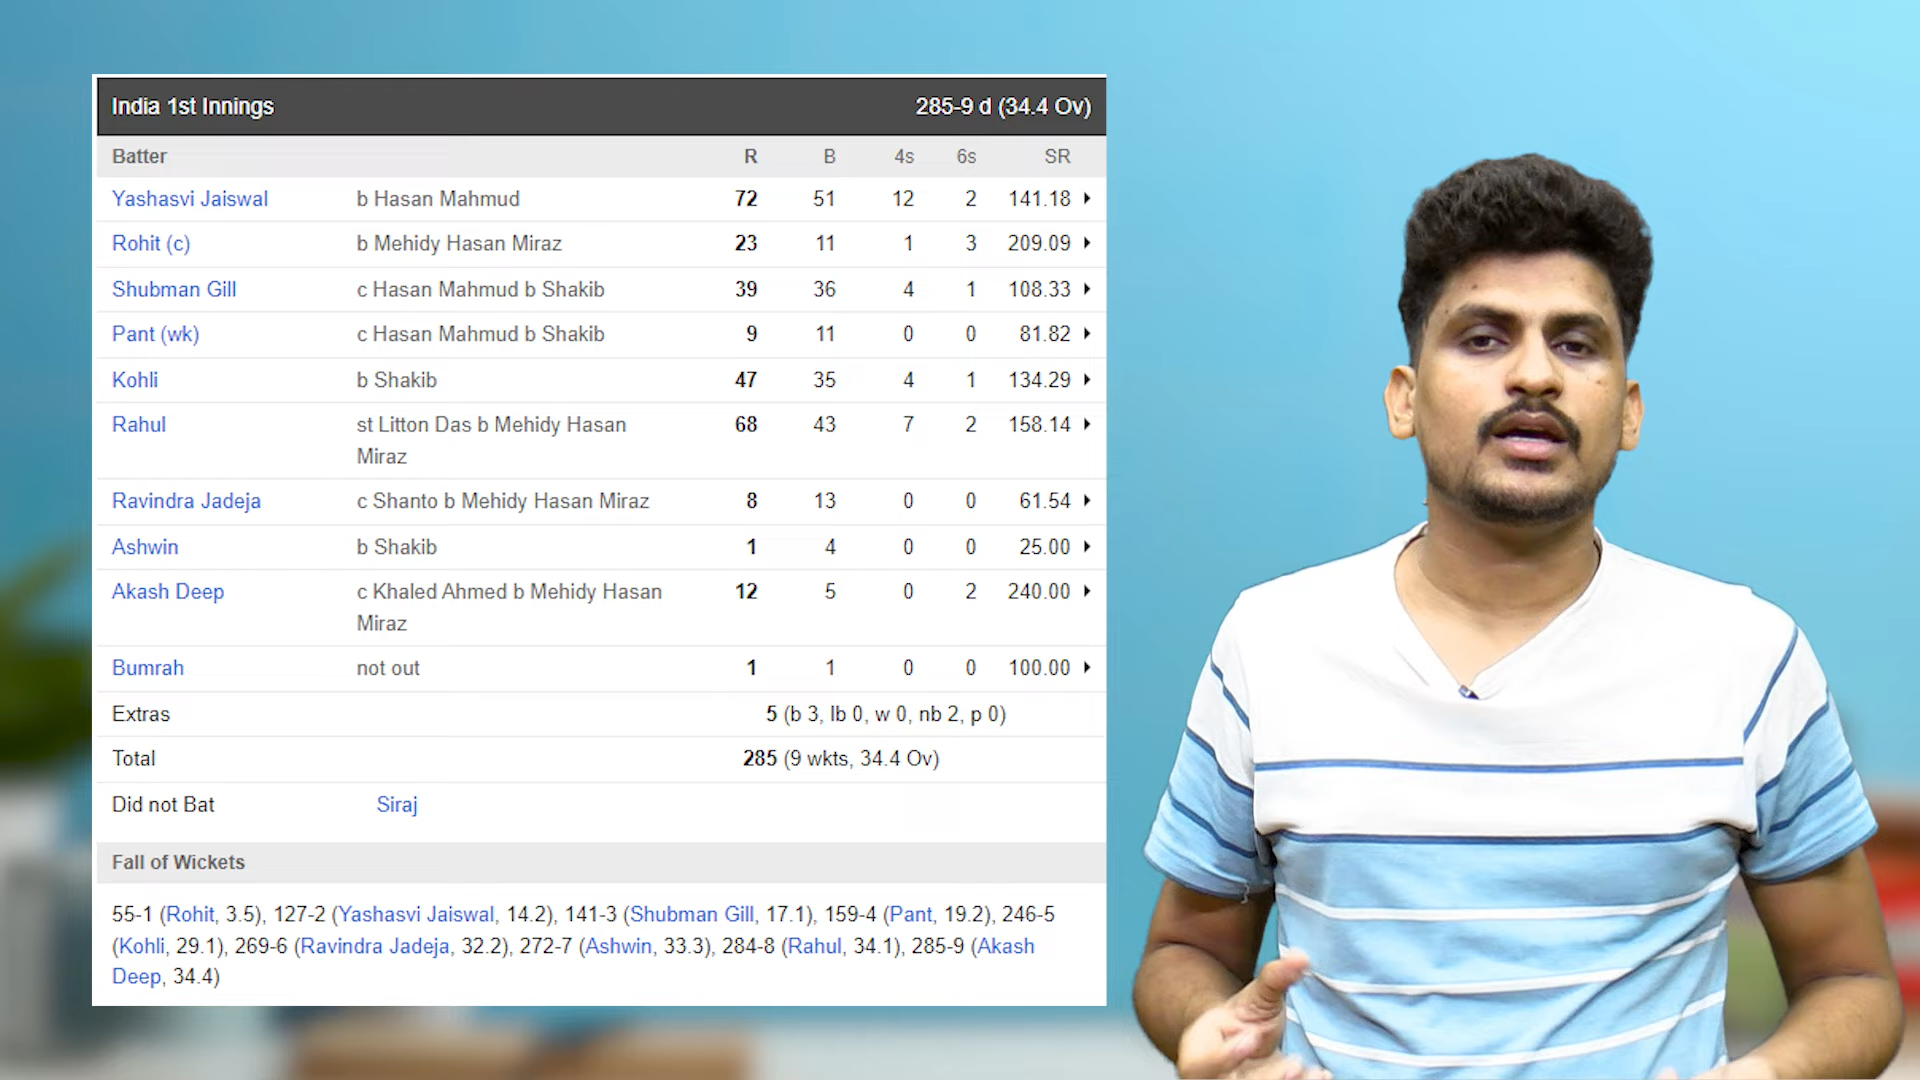 India 1st Innings 285-9 d (34.4 Ov)
Batter R B 4s 6s SR
Yashasvi Jaiswal b Hasan Mahmud 72 51 12 2 141.18
Rohit (c) b Mehidy Hasan Miraz 23 11 1 3 209.09
Shubman Gill c Hasan Mahmud b Shakib 39 36 4 1 108.33
Pant (wk) c Hasan Mahmud b Shakib 9 11 0 0 81.82
Kohli b Shakib 47 35 4 1 134.29
Rahul st Litton Das b Mehidy Hasan 68 43 7 2 158.14
Miraz
Ravindra Jadeja c Shanto b Mehidy Hasan Miraz 8 13 0 0 61.54
Ashwin b Shakib 1 4 0 0 25.00
Akash Deep c Khaled Ahmed b Mehidy Hasan 12 5 0 2 240.00
Miraz
Bumrah not out 1 1 0 0 100.00
Extras 5 (b 3, lb 0, w 0, nb 2, p 0)
Total 285 (9 wkts, 34.4 Ov)
Did not Bat Siraj
Fall of Wickets
55-1 (Rohit, 3.5), 127-2 (Yashasvi Jaiswal, 14.2), 141-3 (Shubman Gill, 17.1), 159-4 (Pant, 19.2), 246-5
(Kohli, 29.1), 269-6 (Ravindra Jadeja, 32.2), 272-7 (Ashwin, 33.3), 284-8 (Rahul, 34.1), 285-9 (Akash
Deep, 34.4)